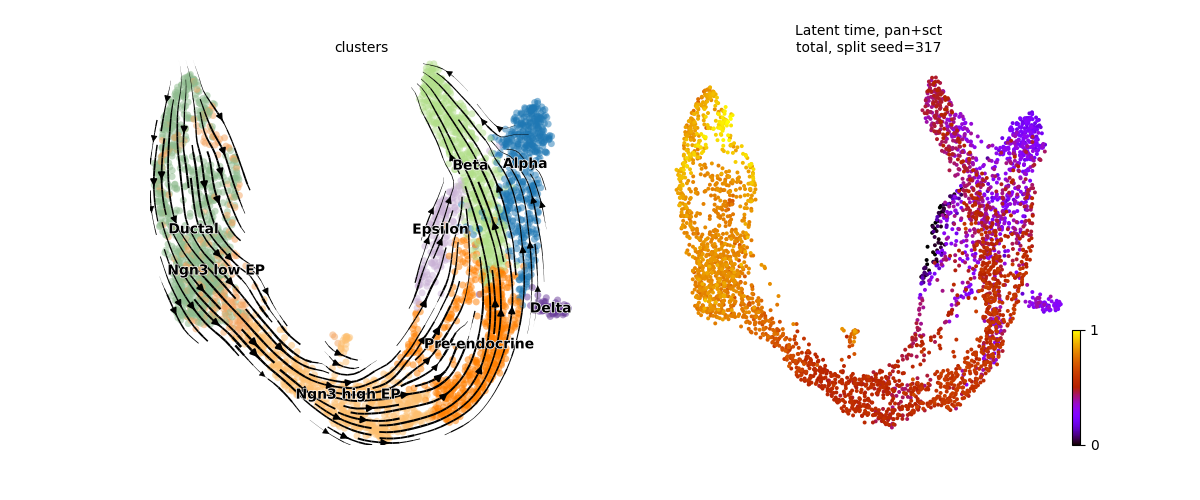 clusters
Latent time, pan+sct
total, split seed=317
Beta
Alpha
Ductal
Epsilon
Ngn3 low EP
Delta
Pre-endocrine
Ngn3 high EP
1
0